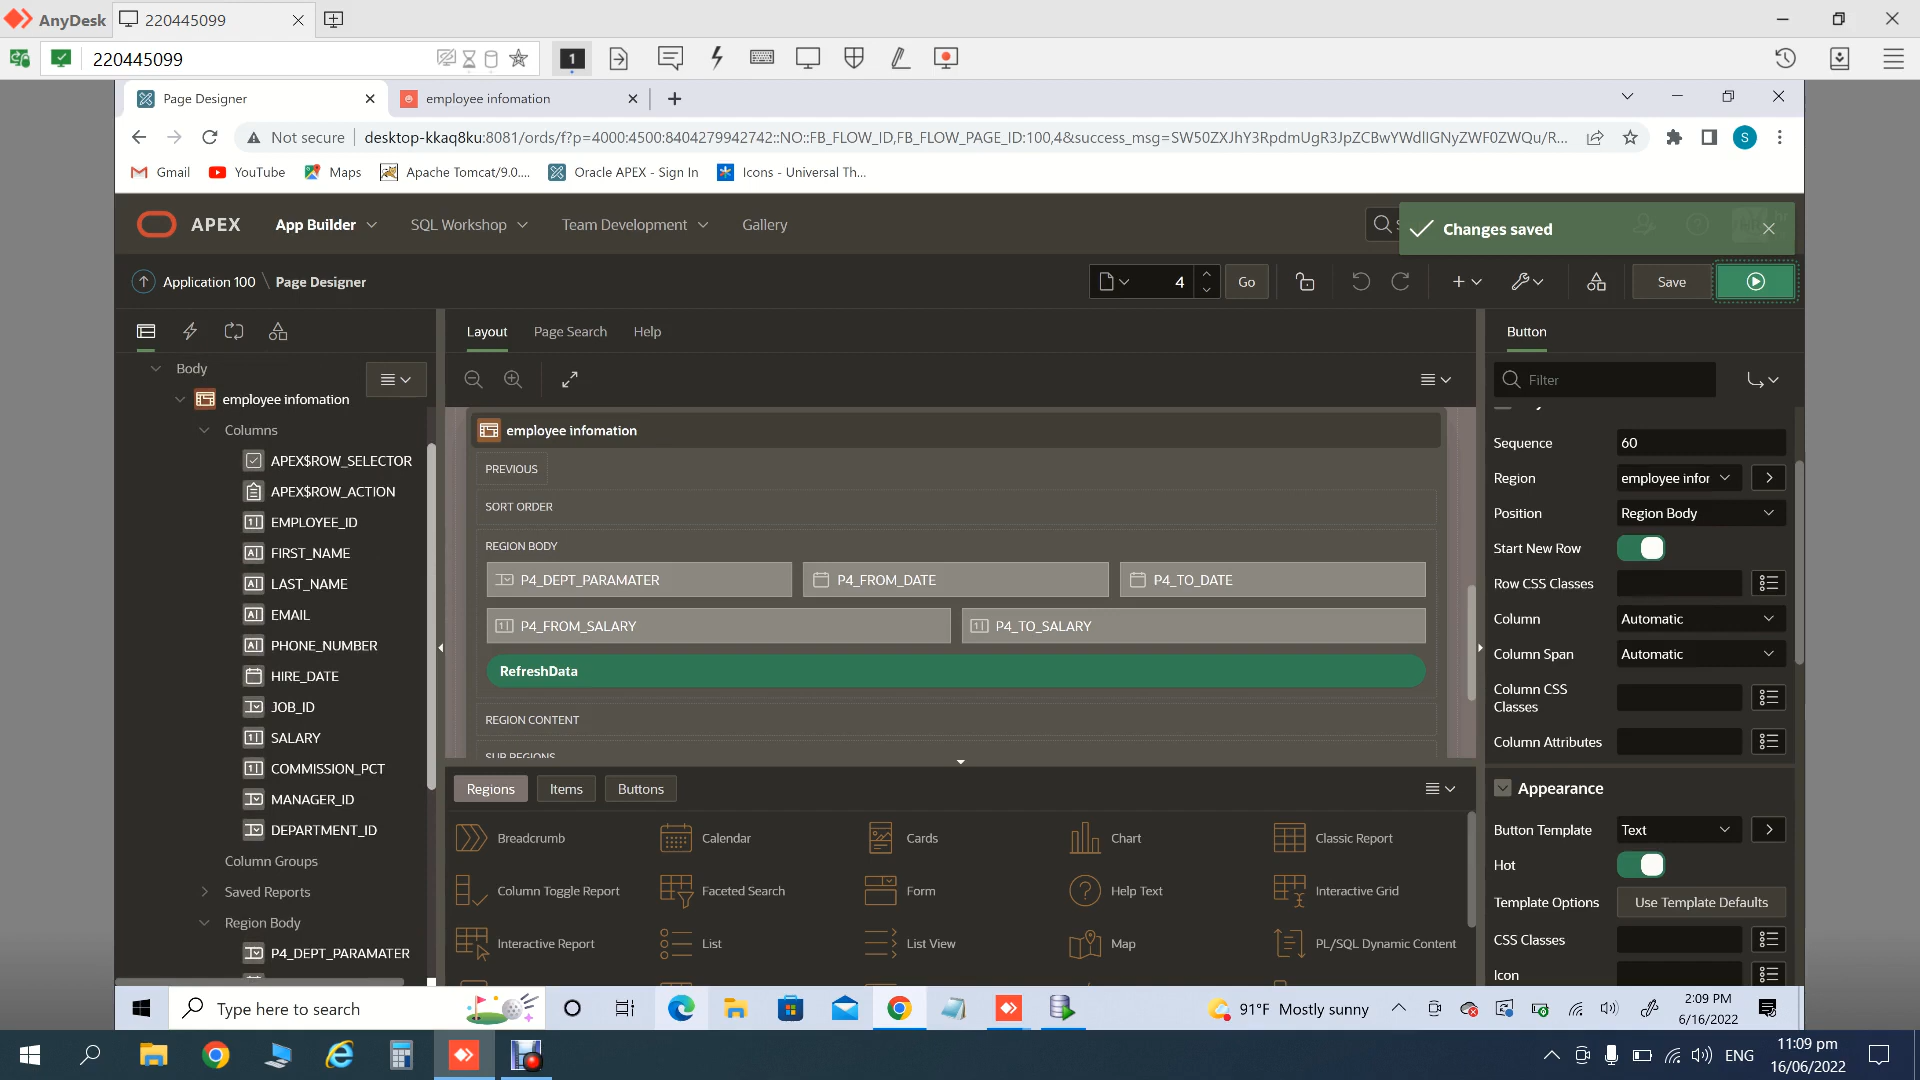 AnyDesk
220445099
220445099
1
Page Designer
employee infomation
Not secure
desktop-kkaq8ku:8081/ords/f?p=4000:4500:8404279942742::NO::FB_FLOW_ID,FB_FLOW_PAGE_ID:100,4&success_msg=SW50ZXJhY3RpdmUgR3JpZCBwYWdlIGNyZWF0ZWQu/R...
S
Gmail
YouTube
Maps
Apache Tomcat/9.0....
Oracle APEX - Sign In
Icons - Universal Th...
APEX
App Builder
SQL Workshop
Team Development
Gallery
Changes saved
Application 100 \ Page Designer
4
Go
Save
Layout
Page Search
Help
Button
Filter
Body
employee infomation
Columns
APEX$ROW_SELECTOR
APEX$ROW_ACTION
EMPLOYEE_ID
FIRST_NAME
LAST_NAME
EMAIL
PHONE_NUMBER
HIRE_DATE
JOB_ID
SALARY
COMMISSION_PCT
MANAGER_ID
DEPARTMENT_ID
Column Groups
Saved Reports
Region Body
P4_DEPT_PARAMATER
employee infomation
PREVIOUS
SORT ORDER
REGION BODY
P4_DEPT_PARAMATER
P4_FROM_DATE
P4_TO_DATE
P4_FROM_SALARY
P4_TO_SALARY
RefreshData
REGION CONTENT
SUB REGIONS
Regions
Items
Buttons
Breadcrumb
Calendar
Cards
Chart
Classic Report
Column Toggle Report
Faceted Search
Form
Help Text
Interactive Grid
Interactive Report
List
List View
Map
PL/SQL Dynamic Content
Sequence
60
Region
employee infor
Position
Region Body
Start New Row
Row CSS Classes
Column
Automatic
Column Span
Automatic
Column CSS
Classes
Column Attributes
Appearance
Button Template
Text
Hot
Template Options
Use Template Defaults
CSS Classes
Icon
Type here to search
91°F Mostly sunny
2:09 PM
6/16/2022
ENG
11:09 pm
16/06/2022